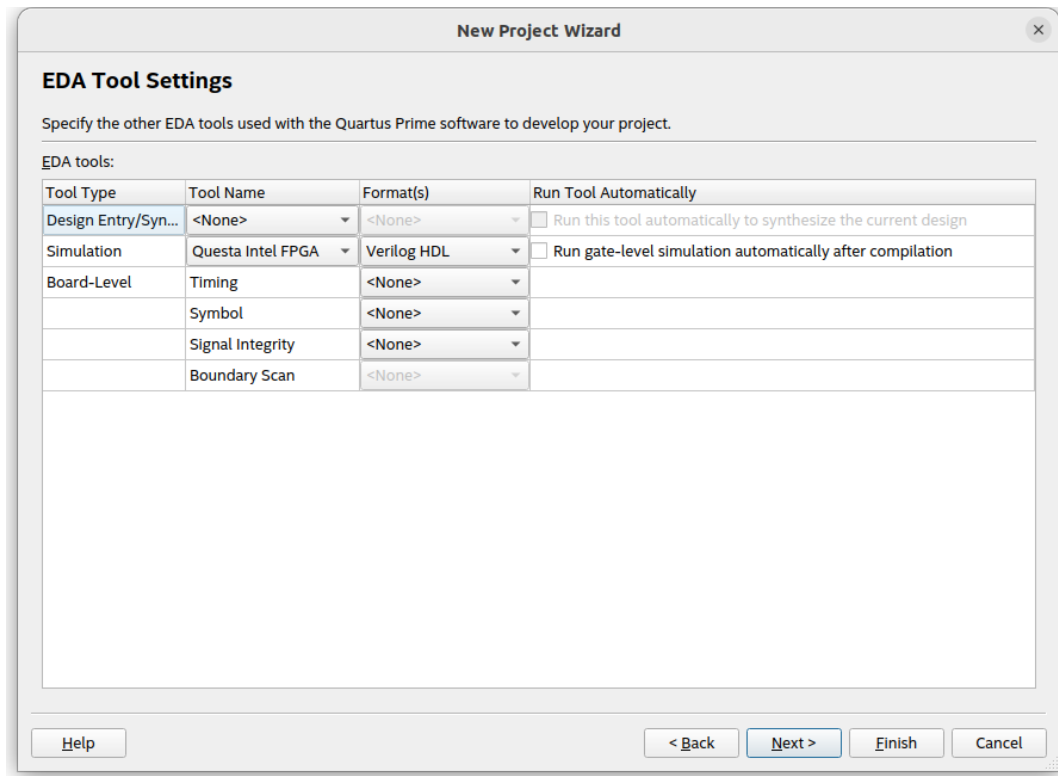 New Project Wizard
EDA Tool Settings
Specify the other EDA tools used with the Quartus Prime software to develop your project.
EDA tools:
Tool Type Tool Name Format(s) Run Tool Automatically
Design Entry/Syn... <None> <None> Run this tool automatically to synthesize the current design
Simulation Questa Intel FPGA Verilog HDL Run gate-level simulation automatically after compilation
Board-Level Timing <None>
Symbol <None>
Signal Integrity <None>
Boundary Scan <None>
Help < Back Next > Finish Cancel